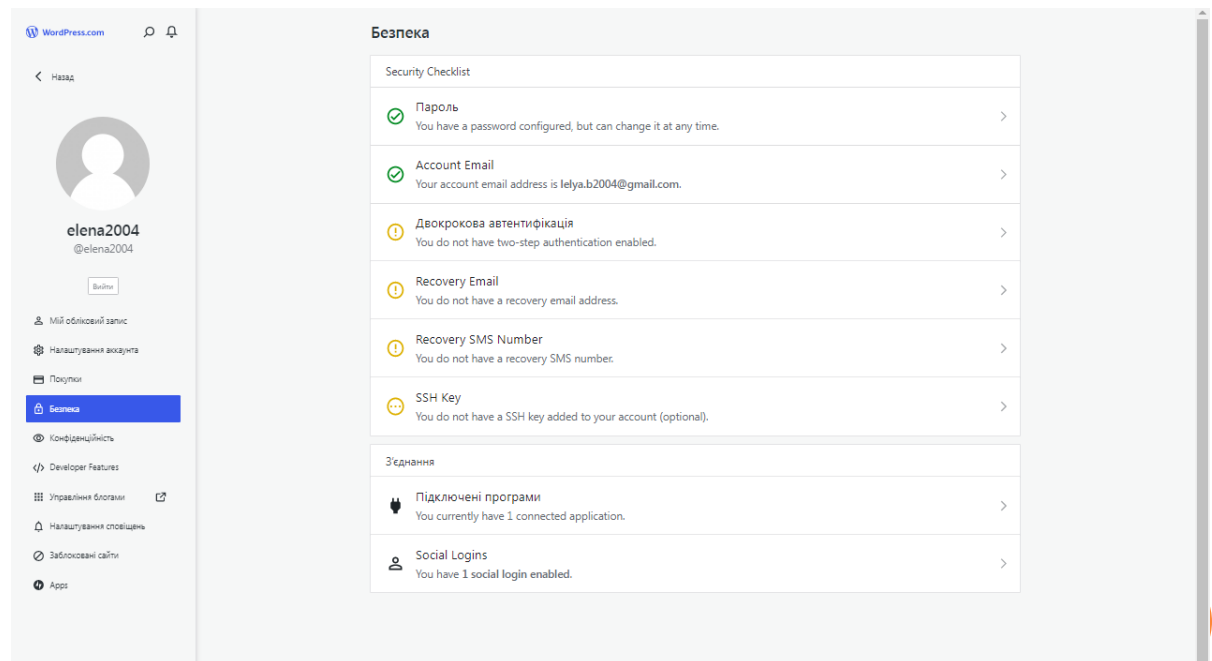 WordPress.com
Назад
elena2004
@elena2004
Вийти
Мій обліковий запис
Налаштування аккаунта
Покупки
Безпека
Конфіденційність
Developer Features
Управління блогами
Налаштування сповіщень
Заблоковані сайти
Apps
Безпека
Security Checklist
Пароль
You have a password configured, but can change it at any time.
Account Email
Your account email address is lelya.b2004@gmail.com.
Двокрокова автентифікація
You do not have two-step authentication enabled.
Recovery Email
You do not have a recovery email address.
Recovery SMS Number
You do not have a recovery SMS number.
SSH Key
You do not have a SSH key added to your account (optional).
З'єднання
Підключені програми
You currently have 1 connected application.
Social Logins
You have 1 social login enabled.